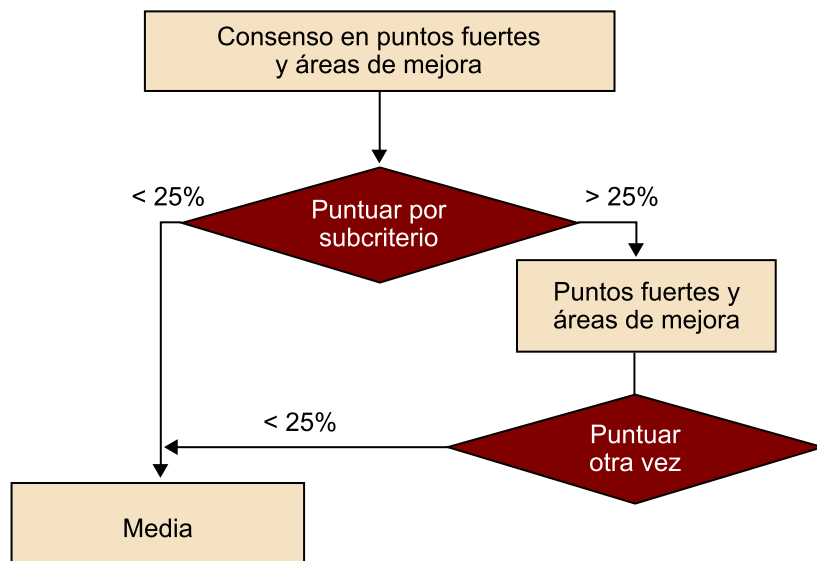 Consenso en puntos fuertes
y áreas de mejora
< 25%
Puntuar por
subcriterio
> 25%
Puntos fuertes y
áreas de mejora
< 25%
Puntuar
otra vez
Media